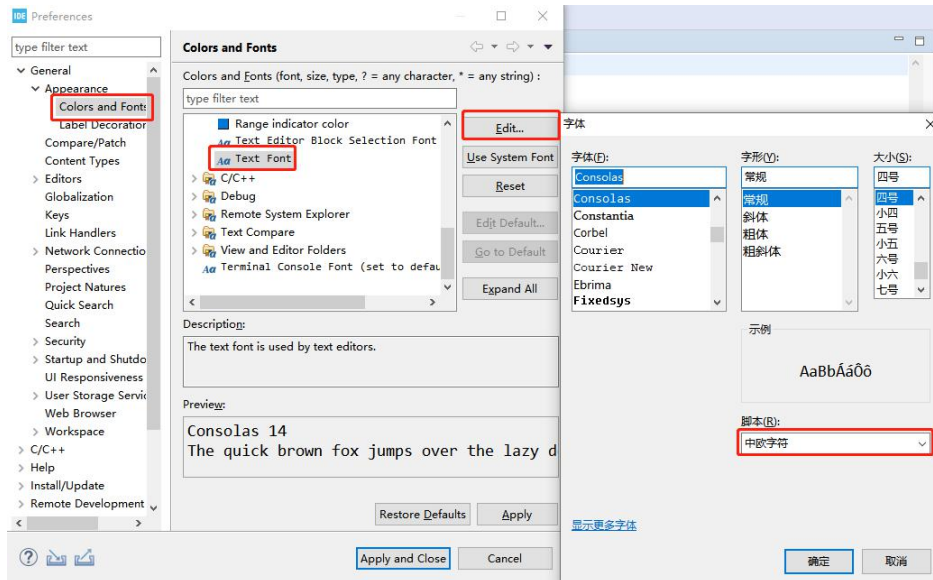 IDE Preferences
type filter text
General
Appearance
Colors and Fonts
Label Decoration
Compare/Patch
Content Types
Editors
Globalization
Keys
Link Handlers
Network Connectio
Perspectives
Project Natures
Quick Search
Search
Security
Startup and Shutdo
UI Responsiveness
User Storage Servic
Web Browser
Workspace
C/C++
Help
Install/Update
Remote Development
Colors and Fonts
Colors and Fonts (font, size, type, ? = any character, * = any string) :
type filter text
Range indicator color
Aa Text Editor Block Selection Font
Aa Text Font
C/C++
Debug
Remote System Explorer
Text Compare
View and Editor Folders
Aa Terminal Console Font (set to defau
Edit...
Use System Font
Reset
Edit Default...
Go to Default
Expand All
Description:
The text font is used by text editors.
Preview:
Consolas 14
The quick brown fox jumps over the lazy d
Restore Defaults
Apply
Apply and Close
Cancel
字体
字体(F):
Consolas
Consolas
Constantia
Corbel
Courier
Courier New
Ebrima
Fixedsys
字形(Y):
常规
常规
斜体
粗体
粗斜体
大小(S):
四号
四号
小四
五号
小五
六号
小六
七号
示例
AaBbÁáÔô
脚本(R):
中欧字符
显示更多字体
确定
取消